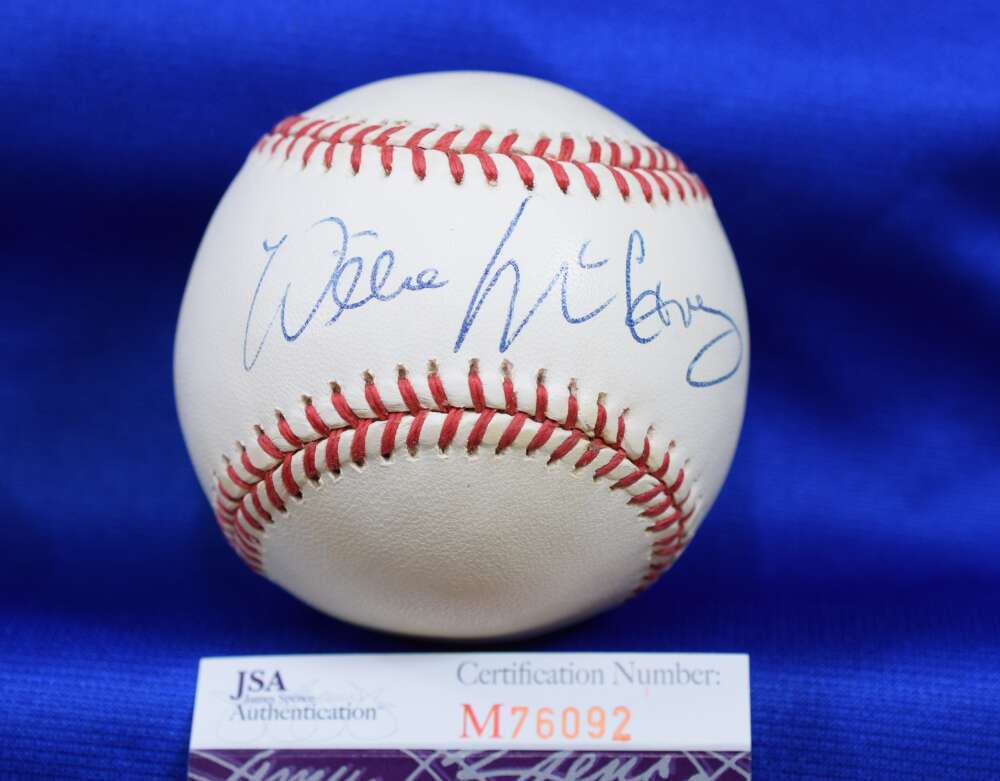 Willie McCovey
JSA
James Spence
Authentication
Certification Number:
M76092